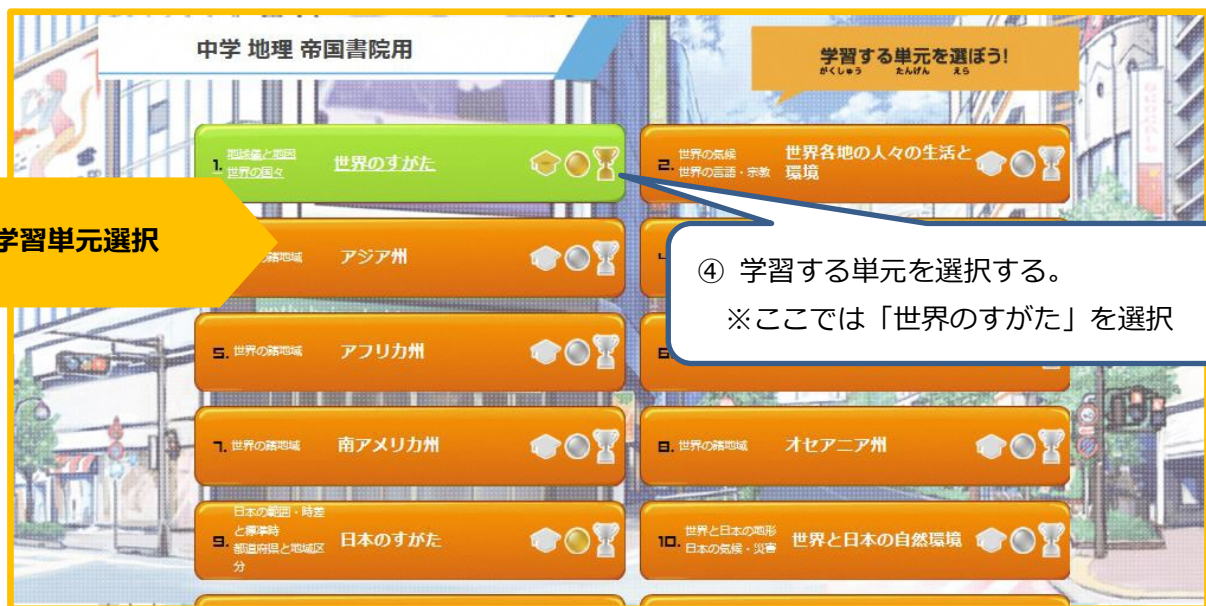 中学 地理 帝国書院用
学習する単元を選ぼう!
がくしゅう たんげん えら
1. 地球儀と地図
世界の国々
世界のすがた
2. 世界の気候
世界の言語・宗教
世界各地の人々の生活と
環境
学習単元選択
諸地域
アジア州
④ 学習する単元を選択する。
※ここでは「世界のすがた」を選択
5. 世界の諸地域
アフリカ州
7. 世界の諸地域
南アメリカ州
8. 世界の諸地域
オセアニア州
9. 日本の範囲・時差
と標準時
都道府県と地域区
分
日本のすがた
10. 世界と日本の地形
日本の気候・災害
世界と日本の自然環境